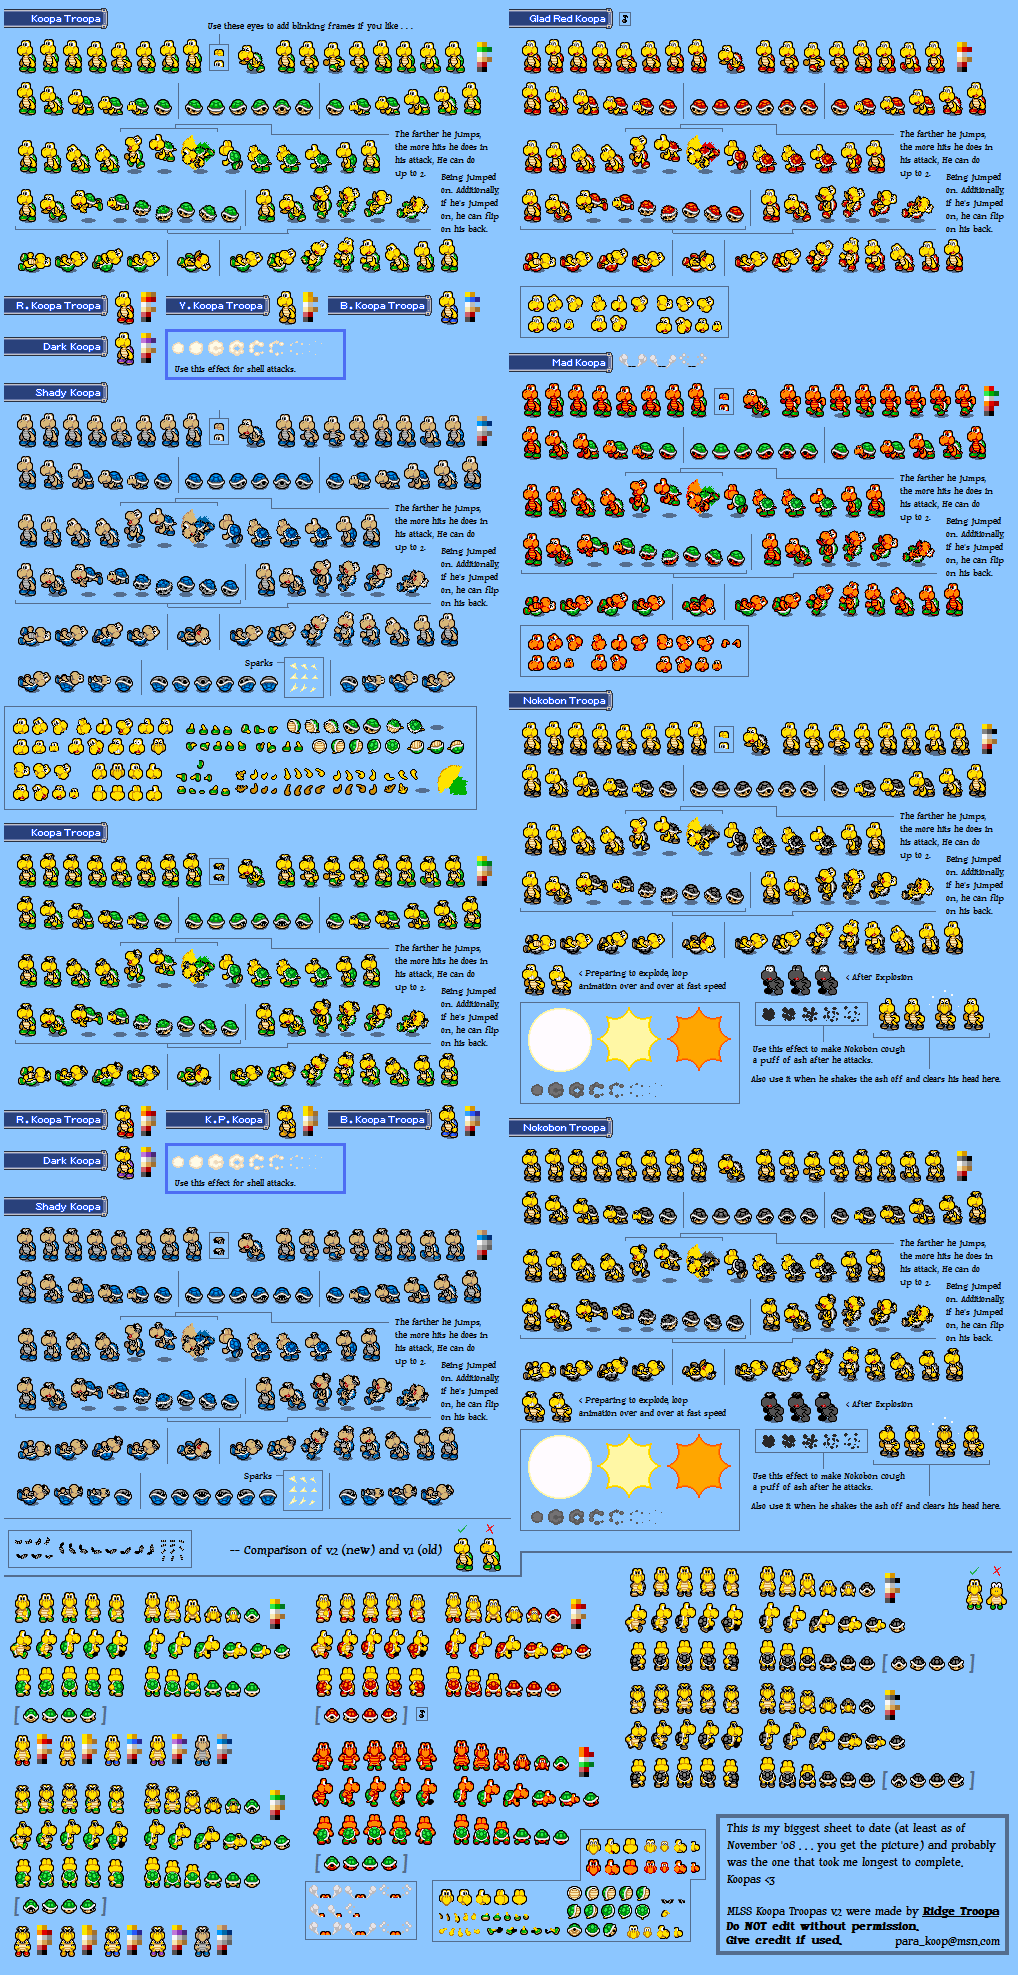 Koopa Troopa
Use these eyes to add blinking frames if you like . . .
The farther he jumps,
the more hits he does in
his attack, He can do
up to 2.
Being jumped
on. Additionally,
if he's jumped
on, he can flip
on his back.
R.Koopa Troopa
Y.Koopa Troopa
B.Koopa Troopa
Dark Koopa
Use this effect for shell attacks.
Shady Koopa
The farther he jumps,
the more hits he does in
his attack, He can do
up to 2.
Being jumped
on. Additionally,
if he's jumped
on, he can flip
on his back.
Sparks
Koopa Troopa
The farther he jumps,
the more hits he does in
his attack, He can do
up to 2.
Being jumped
on. Additionally,
if he's jumped
on, he can flip
on his back.
R.Koopa Troopa
K.P.Koopa
B.Koopa Troopa
Dark Koopa
Use this effect for shell attacks.
Shady Koopa
The farther he jumps,
the more hits he does in
his attack, He can do
up to 2.
Being jumped
on. Additionally,
if he's jumped
on, he can flip
on his back.
Sparks
-- Comparison of v.2 (new) and v.1 (old)
Glad Red Koopa
The farther he jumps,
the more hits he does in
his attack, He can do
up to 2.
Being jumped
on. Additionally,
if he's jumped
on, he can flip
on his back.
Mad Koopa
The farther he jumps,
the more hits he does in
his attack, He can do
up to 2.
Being jumped
on. Additionally,
if he's jumped
on, he can flip
on his back.
Nokobon Troopa
The farther he jumps,
the more hits he does in
his attack, He can do
up to 2.
Being jumped
on. Additionally,
if he's jumped
on, he can flip
on his back.
< Preparing to explode, loop
animation over and over at fast speed
< After Explosion
Use this effect to make Nokobon cough
a puff of ash after he attacks.
Also use it when he shakes the ash off and clears his head here.
Nokobon Troopa
The farther he jumps,
the more hits he does in
his attack, He can do
up to 2.
Being jumped
on. Additionally,
if he's jumped
on, he can flip
on his back.
< Preparing to explode, loop
animation over and over at fast speed
< After Explosion
Use this effect to make Nokobon cough
a puff of ash after he attacks.
Also use it when he shakes the ash off and clears his head here.
This is my biggest sheet to date (at least as of
November '08 . . . you get the picture) and probably
was the one that took me longest to complete.
Koopas <3
MLSS Koopa Troopas v.2 were made by Ridge Troopa
Do NOT edit without permission.
Give credit if used. para_koop@msn.com